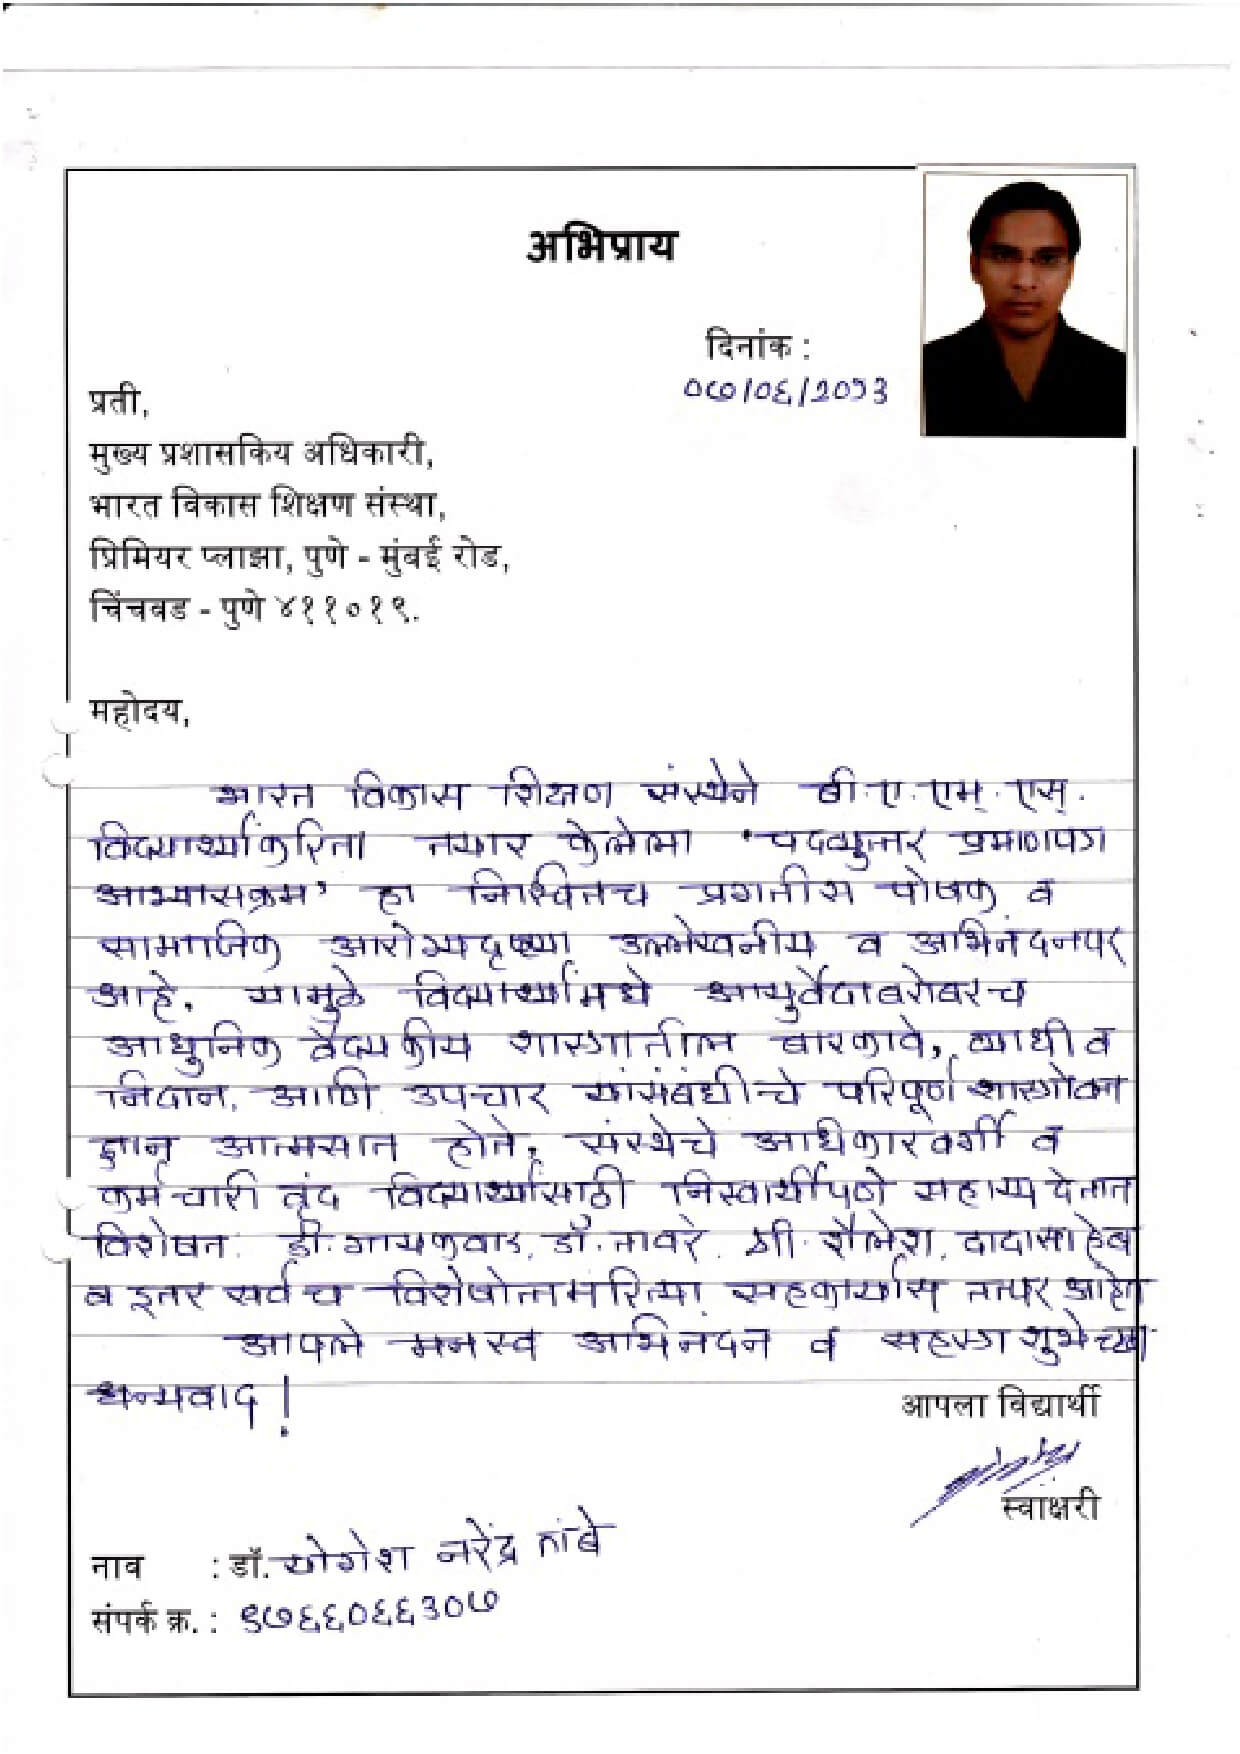 अभिप्राय
दिनांक :
०७/०६/२०१३
प्रती,
मुख्य प्रशासकिय अधिकारी,
भारत विकास शिक्षण संस्था,
प्रिमियर प्लाझा, पुणे - मुंबई रोड,
चिंचवड - पुणे ४११०१९.
महोदय,
भारत विकास शिक्षण संस्थेने बी.ए.एम्.एस्.
विद्यार्थ्यांकरिता तयार केलेला 'पदव्युत्तर प्रमाणपत्र
अभ्यासक्रम' हा निश्चितच प्रगतीस पोषक व
सामाजिक आरोग्यदृष्ट्या उल्लेखनीय व अभिनंदनपर
आहे. यामुळे विद्यार्थ्यांमधे आयुर्वेदाबरोबरच
आधुनिक वैद्यकीय शास्त्रातील बारकावे, व्याधी व
निदान, आणि उपचार यांसंबंधीचे परिपूर्ण शास्त्रोक्त
ज्ञान आत्मसात होते, संस्थेचे अधिकारवर्गी व
कर्मचारी वृंद विद्यार्थ्यांसाठी निस्वार्थीपणे सहाय्य देतात
विशेषत: डॉ. गायकवाड, डॉ. नावरे, श्री. शैलेश, दादासाहेब
व इतर सर्वच विशेषोत्तमरित्या सहकार्यास तत्पर आहेत
आपले मनस्व अभिनंदन व सहस्त्र शुभेच्छा
धन्यवाद!
आपला विद्यार्थी
स्वांक्षरी
नाव : डॉ. योगेश नरेंद्र तांबे
संपर्क क्र. : ९७६६०६६३०७